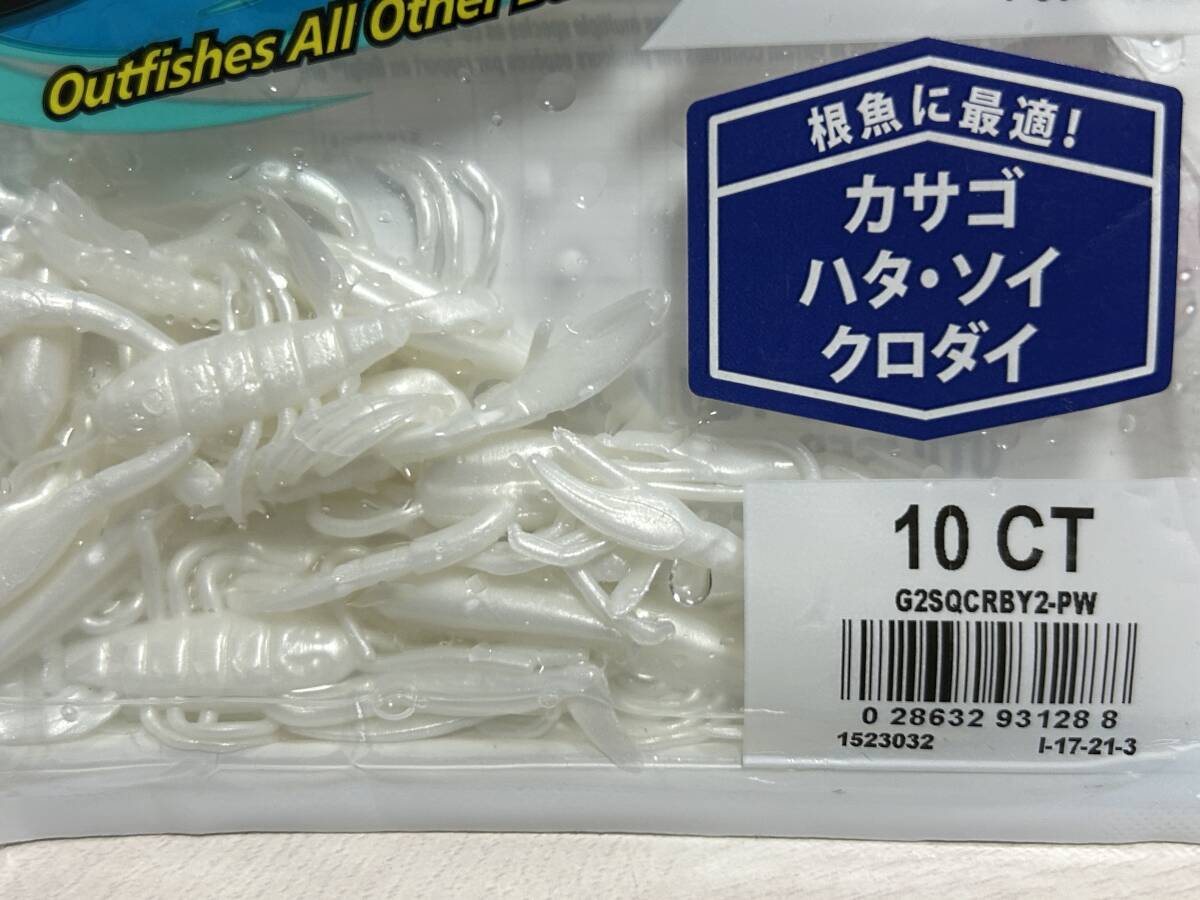 Outfishes All Other
根魚に最適!
カサゴ
ハタ・ソイ
クロダイ
10 CT
G2SQCRBY2-PW
0 28632 93128 8
1523032 I-17-21-3